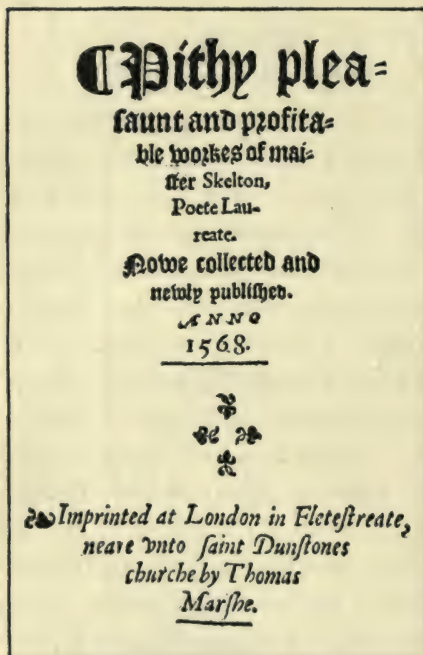 ¶Pithy plea=
saunt and profita=
ble workes of mai=
ster Skelton,
Poete Lau-
reate.
Nowe collected and
newly published.
ANNO
1568.
Imprinted at London in Fletestreate,
neare vnto saint Dunstones
churche by Thomas
Marshe.